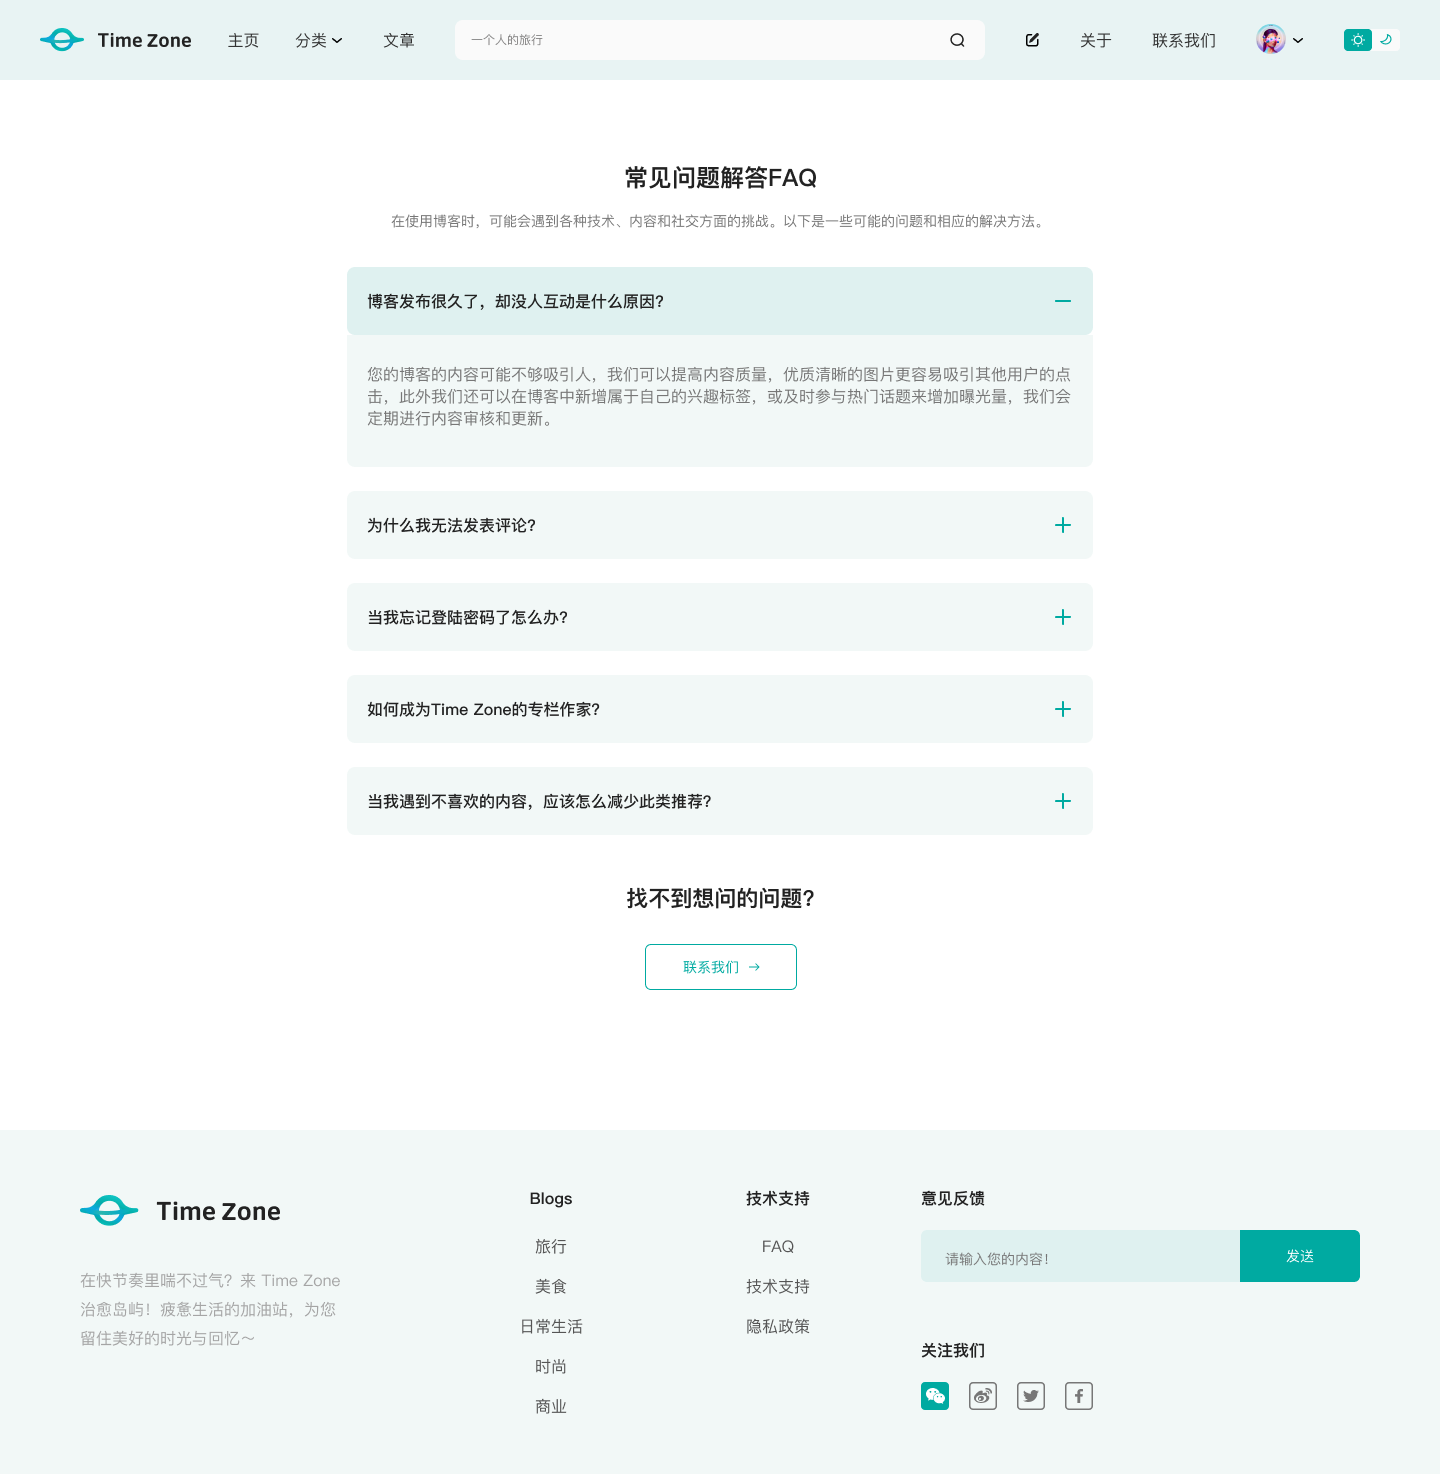 Time Zone
主页
分类
文章
一个人的旅行
关于
联系我们
常见问题解答FAQ
在使用博客时，可能会遇到各种技术、内容和社交方面的挑战。以下是一些可能的问题和相应的解决方法。
博客发布很久了，却没人互动是什么原因？
您的博客的内容可能不够吸引人，我们可以提高内容质量，优质清晰的图片更容易吸引其他用户的点
击，此外我们还可以在博客中新增属于自己的兴趣标签，或及时参与热门话题来增加曝光量，我们会
定期进行内容审核和更新。
为什么我无法发表评论？
当我忘记登陆密码了怎么办？
如何成为Time Zone的专栏作家？
当我遇到不喜欢的内容，应该怎么减少此类推荐？
找不到想问的问题？
联系我们 →
Time Zone
在快节奏里喘不过气？来 Time Zone
治愈岛屿！疲惫生活的加油站，为您
留住美好的时光与回忆～
Blogs
旅行
美食
日常生活
时尚
商业
技术支持
FAQ
技术支持
隐私政策
意见反馈
请输入您的内容！
发送
关注我们